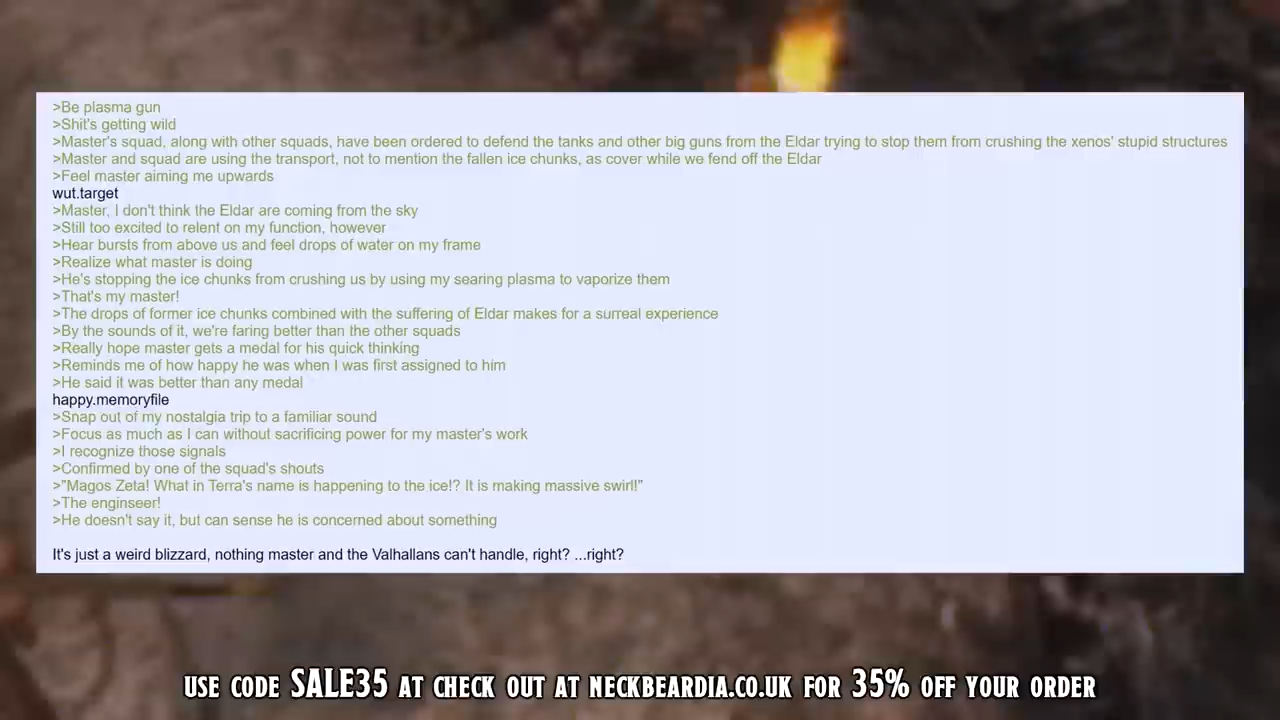 >Be plasma gun
>Shit's getting wild
>Master's squad, along with other squads, have been ordered to defend the tanks and other big guns from the Eldar trying to stop them from crushing the xenos' stupid structures
>Master and squad are using the transport, not to mention the fallen ice chunks, as cover while we fend off the Eldar
>Feel master aiming me upwards
wut.target
>Master, I don't think the Eldar are coming from the sky
>Still too excited to relent on my function, however
>Hear bursts from above us and feel drops of water on my frame
>Realize what master is doing
>He's stopping the ice chunks from crushing us by using my searing plasma to vaporize them
>That's my master!
>The drops of former ice chunks combined with the suffering of Eldar makes for a surreal experience
>By the sounds of it, we're faring better than the other squads
>Really hope master gets a medal for his quick thinking
>Reminds me of how happy he was when I was first assigned to him
>He said it was better than any medal
happy.memoryfile
>Snap out of my nostalgia trip to a familiar sound
>Focus as much as I can without sacrificing power for my master's work
>I recognize those signals
>Confirmed by one of the squad's shouts
>"Magos Zeta! What in Terra's name is happening to the ice!? It is making massive swirl!"
>The enginseer!
>He doesn't say it, but can sense he is concerned about something
It's just a weird blizzard, nothing master and the Valhallans can't handle, right? ...right?
USE CODE SALE35 AT CHECK OUT AT NECKBEARDIA.CO.UK FOR 35% OFF YOUR ORDER